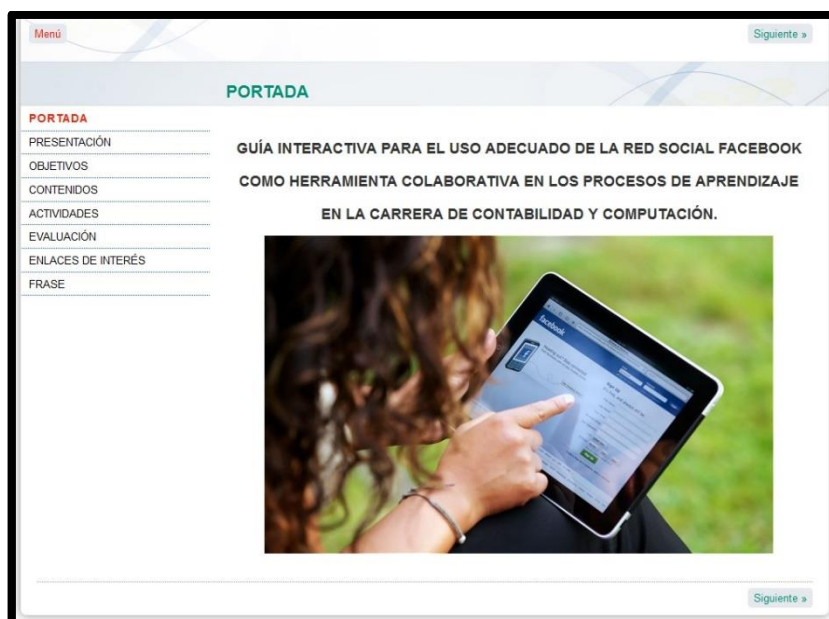 Menú
Siguiente »
PORTADA
PORTADA
PRESENTACIÓN
OBJETIVOS
CONTENIDOS
ACTIVIDADES
EVALUACIÓN
ENLACES DE INTERÉS
FRASE
GUÍA INTERACTIVA PARA EL USO ADECUADO DE LA RED SOCIAL FACEBOOK
COMO HERRAMIENTA COLABORATIVA EN LOS PROCESOS DE APRENDIZAJE
EN LA CARRERA DE CONTABILIDAD Y COMPUTACIÓN.
facebook
Sign Up
Siguiente »